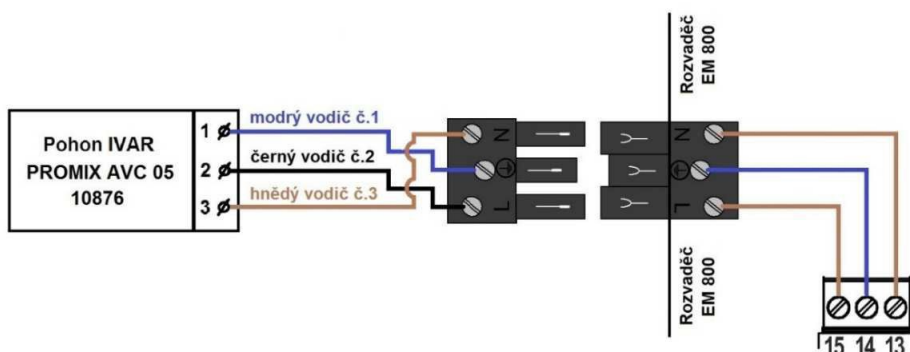 Pohon IVAR
PROMIX AVC 05
10876
1
2
3
modrý vodič č.1
černý vodič č.2
hnědý vodič č.3
N
L
N
L
Rozvaděč
EM 800
Rozvaděč
EM 800
15 14 13